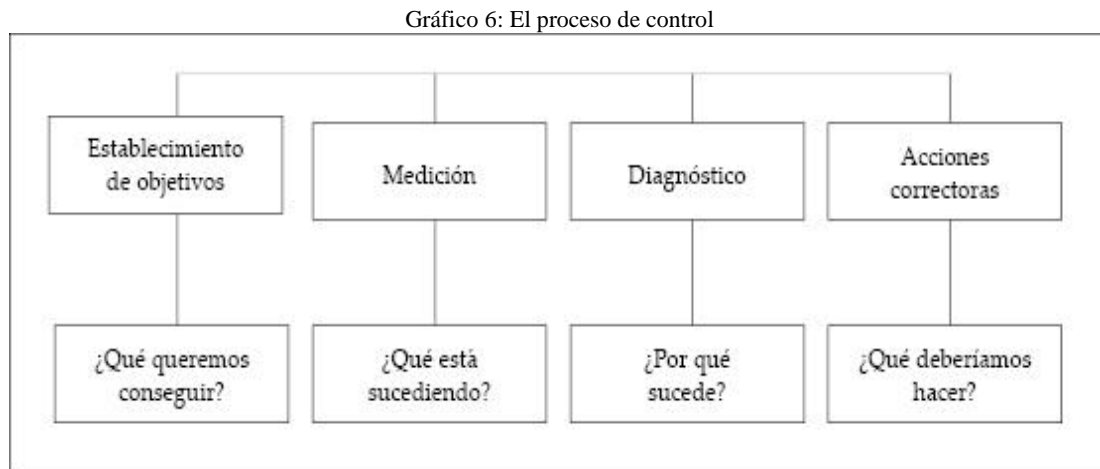 Gráfico 6: El proceso de control
Establecimiento
de objetivos
Medición
Diagnóstico
Acciones
correctoras
¿Qué queremos
conseguir?
¿Qué está
sucediendo?
¿Por qué
sucede?
¿Qué deberíamos
hacer?